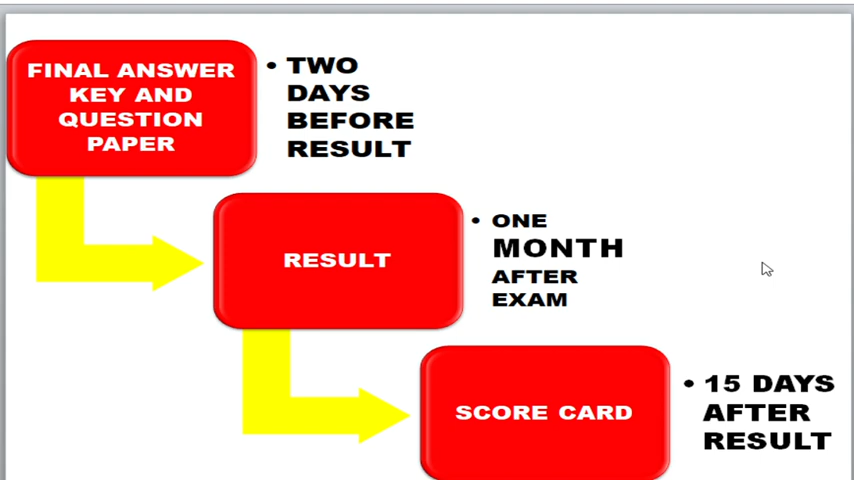 FINAL ANSWER
KEY AND
QUESTION
PAPER
• TWO
DAYS
BEFORE
RESULT
RESULT
• ONE
MONTH
AFTER
EXAM
SCORE CARD
• 15 DAYS
AFTER
RESULT